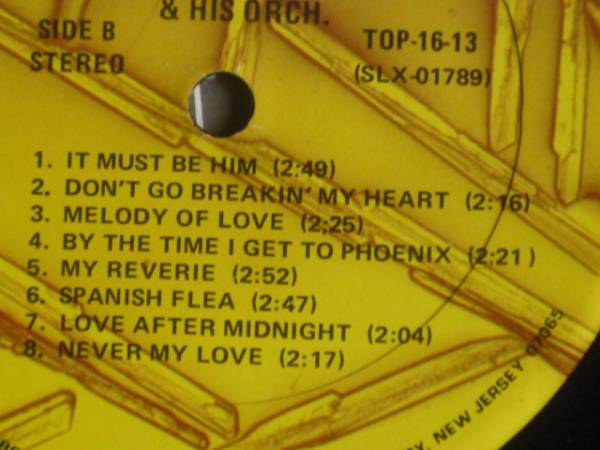 & HIS ORCH.
SIDE B
STEREO
TOP-16-13
(SLX-01789)
1. IT MUST BE HIM (2:49)
2. DON'T GO BREAKIN' MY HEART (2:16)
3. MELODY OF LOVE (2;25)
4. BY THE TIME I GET TO PHOENIX (2:21)
5. MY REVERIE (2:52)
6. SPANISH FLEA (2:47)
7. LOVE AFTER MIDNIGHT (2:04)
8. NEVER MY LOVE (2:17)
NEW JERSEY 07065